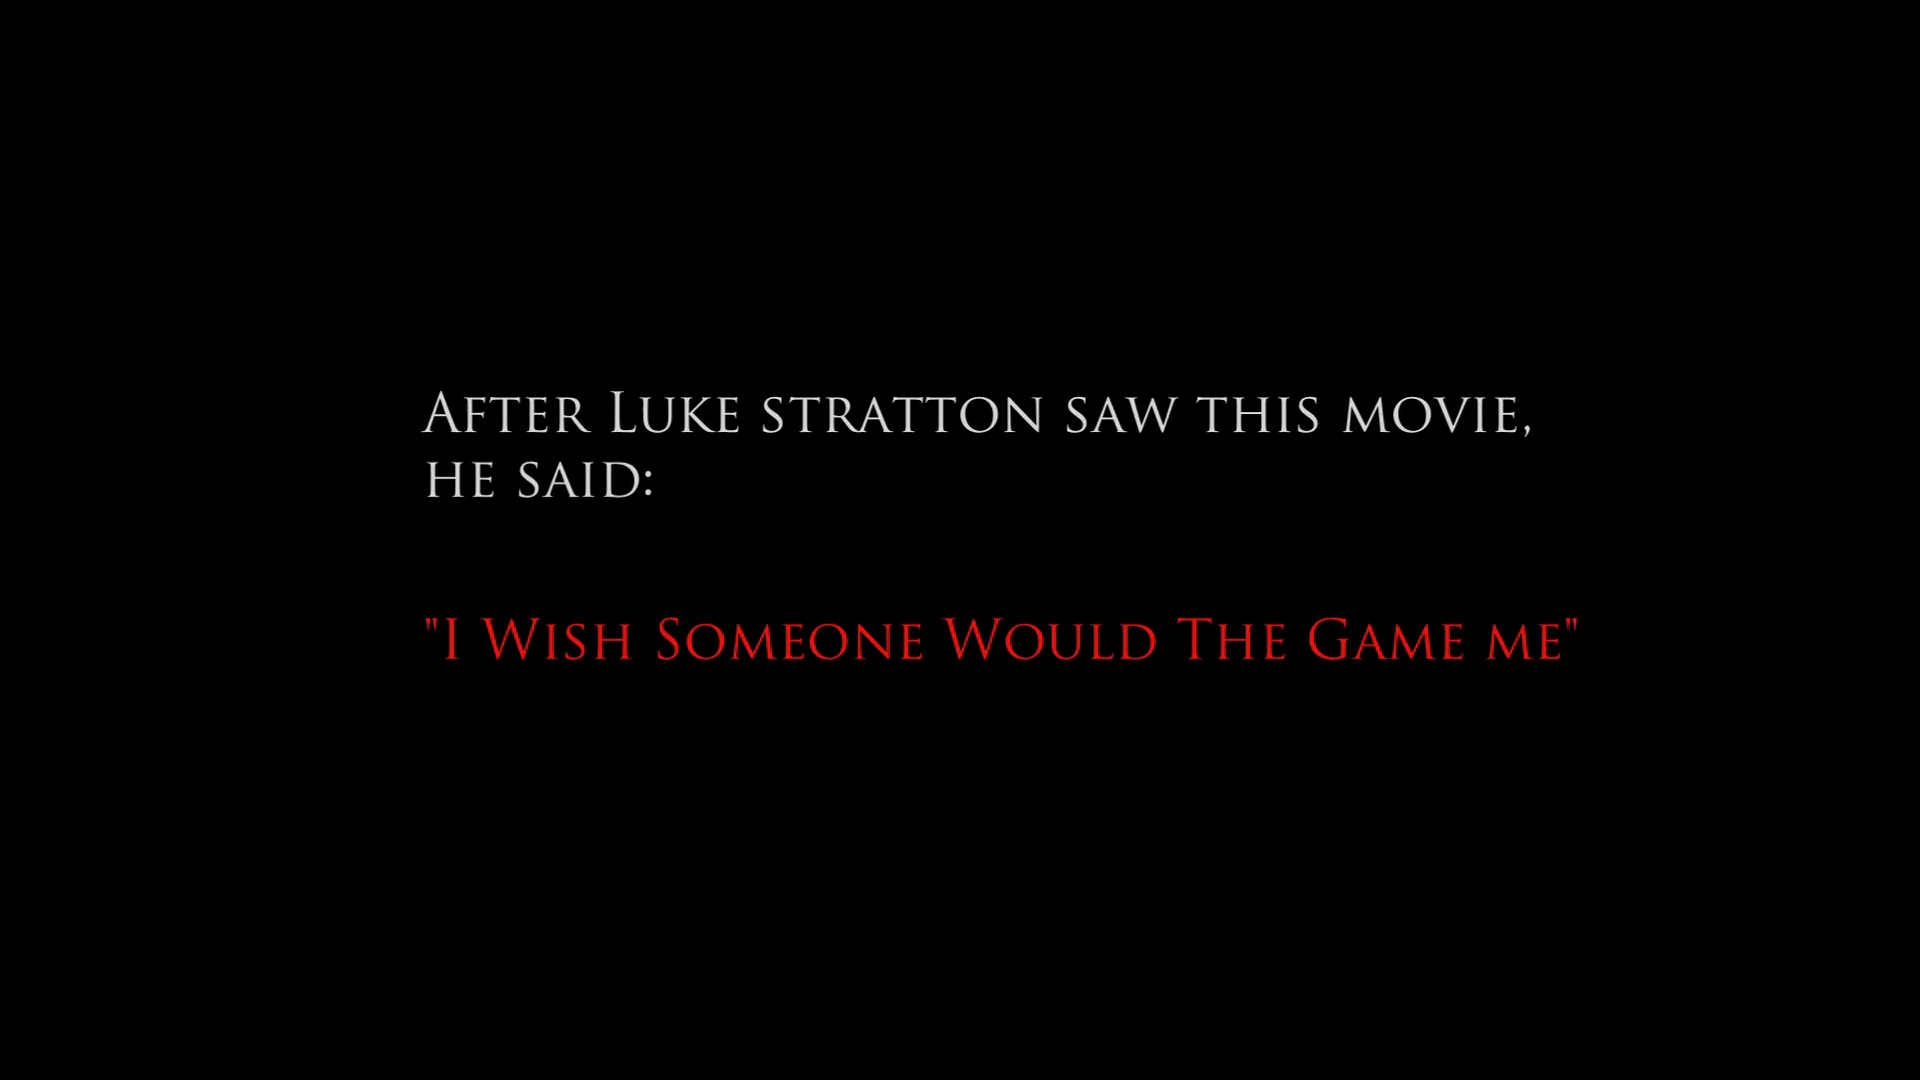 After Luke stratton saw this movie,
he said:
"I Wish Someone Would The Game me"